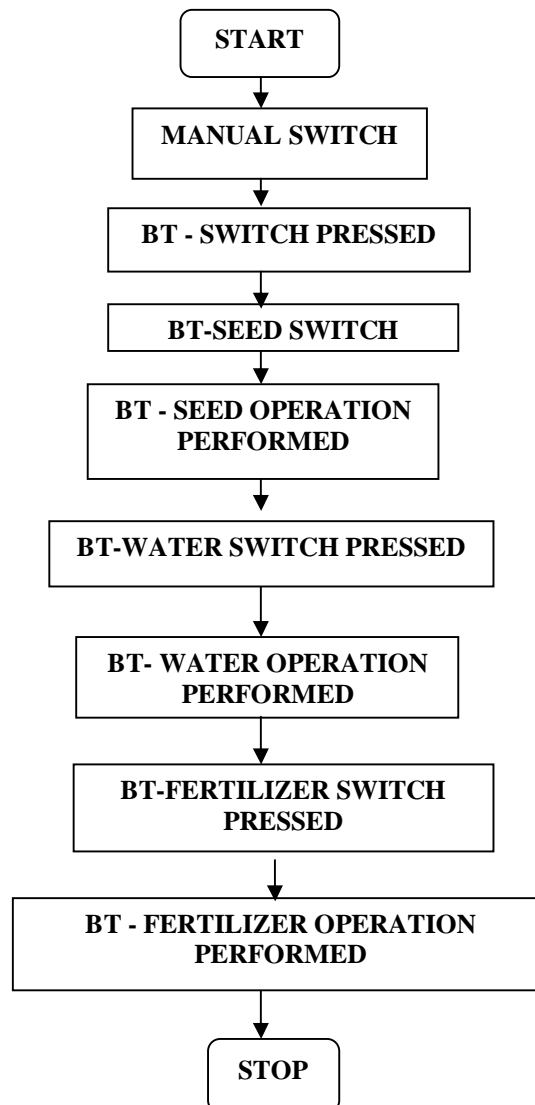 START
MANUAL SWITCH
BT - SWITCH PRESSED
BT-SEED SWITCH
BT - SEED OPERATION
PERFORMED
BT-WATER SWITCH PRESSED
BT- WATER OPERATION
PERFORMED
BT-FERTILIZER SWITCH
PRESSED
BT - FERTILIZER OPERATION
PERFORMED
STOP